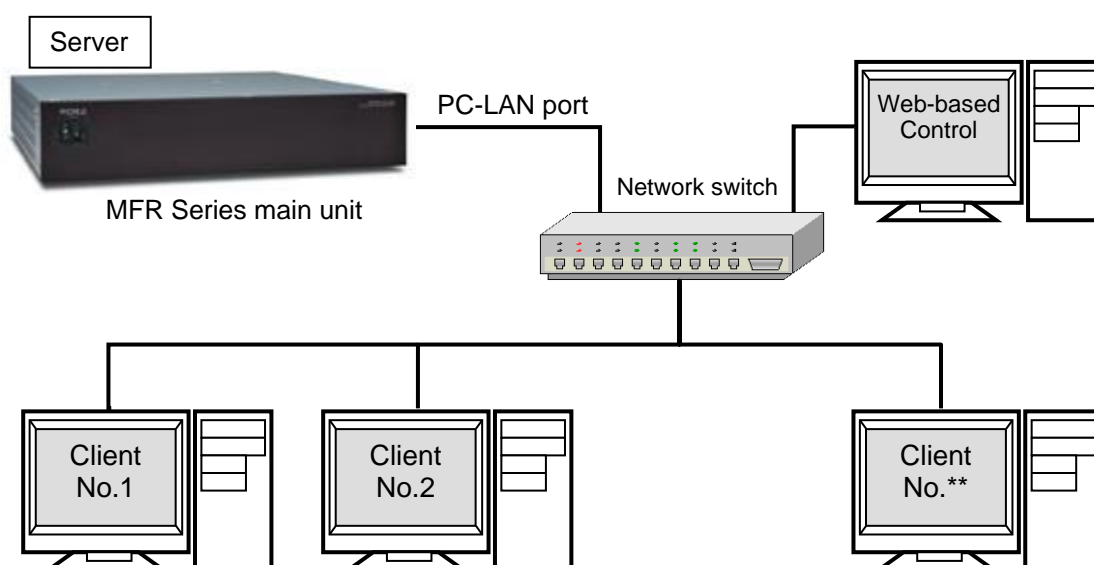 Server
PC-LAN port
Web-based
Control
MFR Series main unit
Network switch
Client
No.1
Client
No.2
Client
No.**